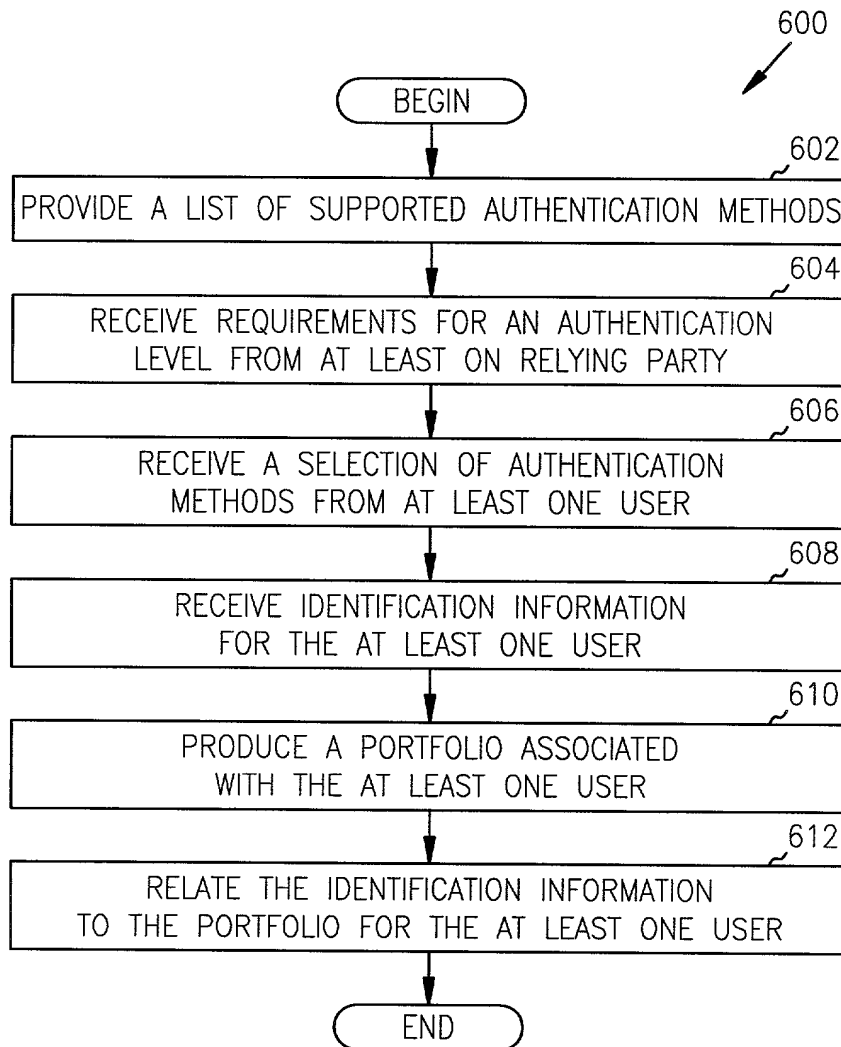 600
BEGIN
602
PROVIDE A LIST OF SUPPORTED AUTHENTICATION METHODS
604
RECEIVE REQUIREMENTS FOR AN AUTHENTICATION
LEVEL FROM AT LEAST ON RELYING PARTY
606
RECEIVE A SELECTION OF AUTHENTICATION
METHODS FROM AT LEAST ONE USER
608
RECEIVE IDENTIFICATION INFORMATION
FOR THE AT LEAST ONE USER
610
PRODUCE A PORTFOLIO ASSOCIATED
WITH THE AT LEAST ONE USER
612
RELATE THE IDENTIFICATION INFORMATION
TO THE PORTFOLIO FOR THE AT LEAST ONE USER
END